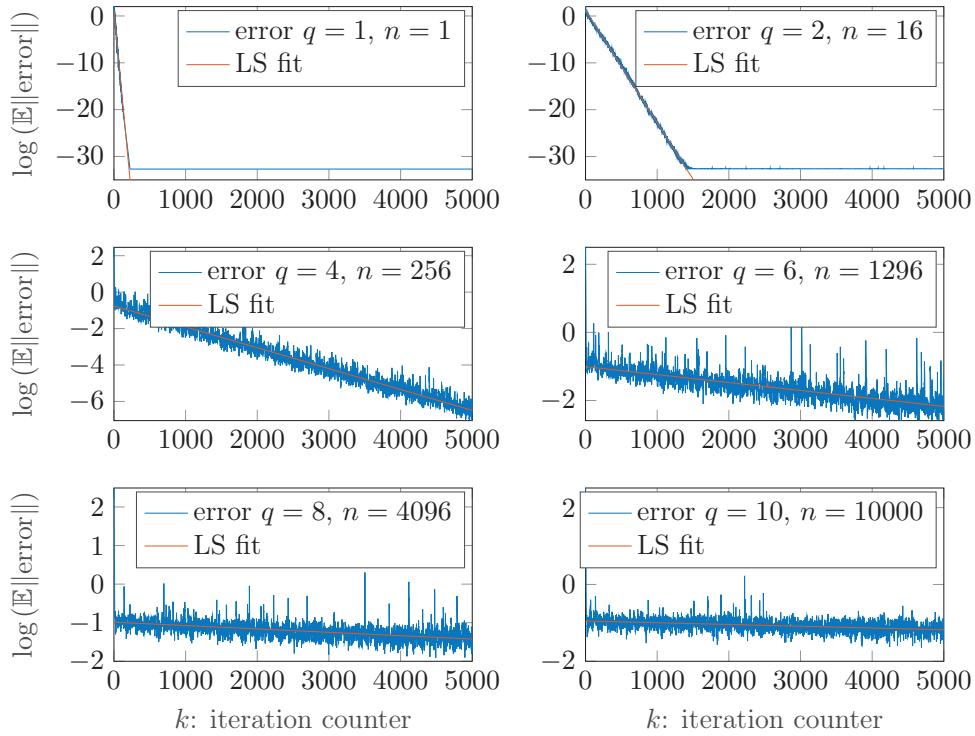 error q = 1, n = 1
LS fit
0
−10
−20
−30
0 1000 2000 3000 4000 5000
log (𝔼‖error‖)
error q = 2, n = 16
LS fit
0
−10
−20
−30
0 1000 2000 3000 4000 5000
error q = 4, n = 256
LS fit
2
0
−2
−4
−6
0 1000 2000 3000 4000 5000
log (𝔼‖error‖)
error q = 6, n = 1296
LS fit
2
0
−2
0 1000 2000 3000 4000 5000
error q = 8, n = 4096
LS fit
2
1
0
−1
−2
0 1000 2000 3000 4000 5000
log (𝔼‖error‖)
k: iteration counter
error q = 10, n = 10000
LS fit
2
0
−2
0 1000 2000 3000 4000 5000
k: iteration counter